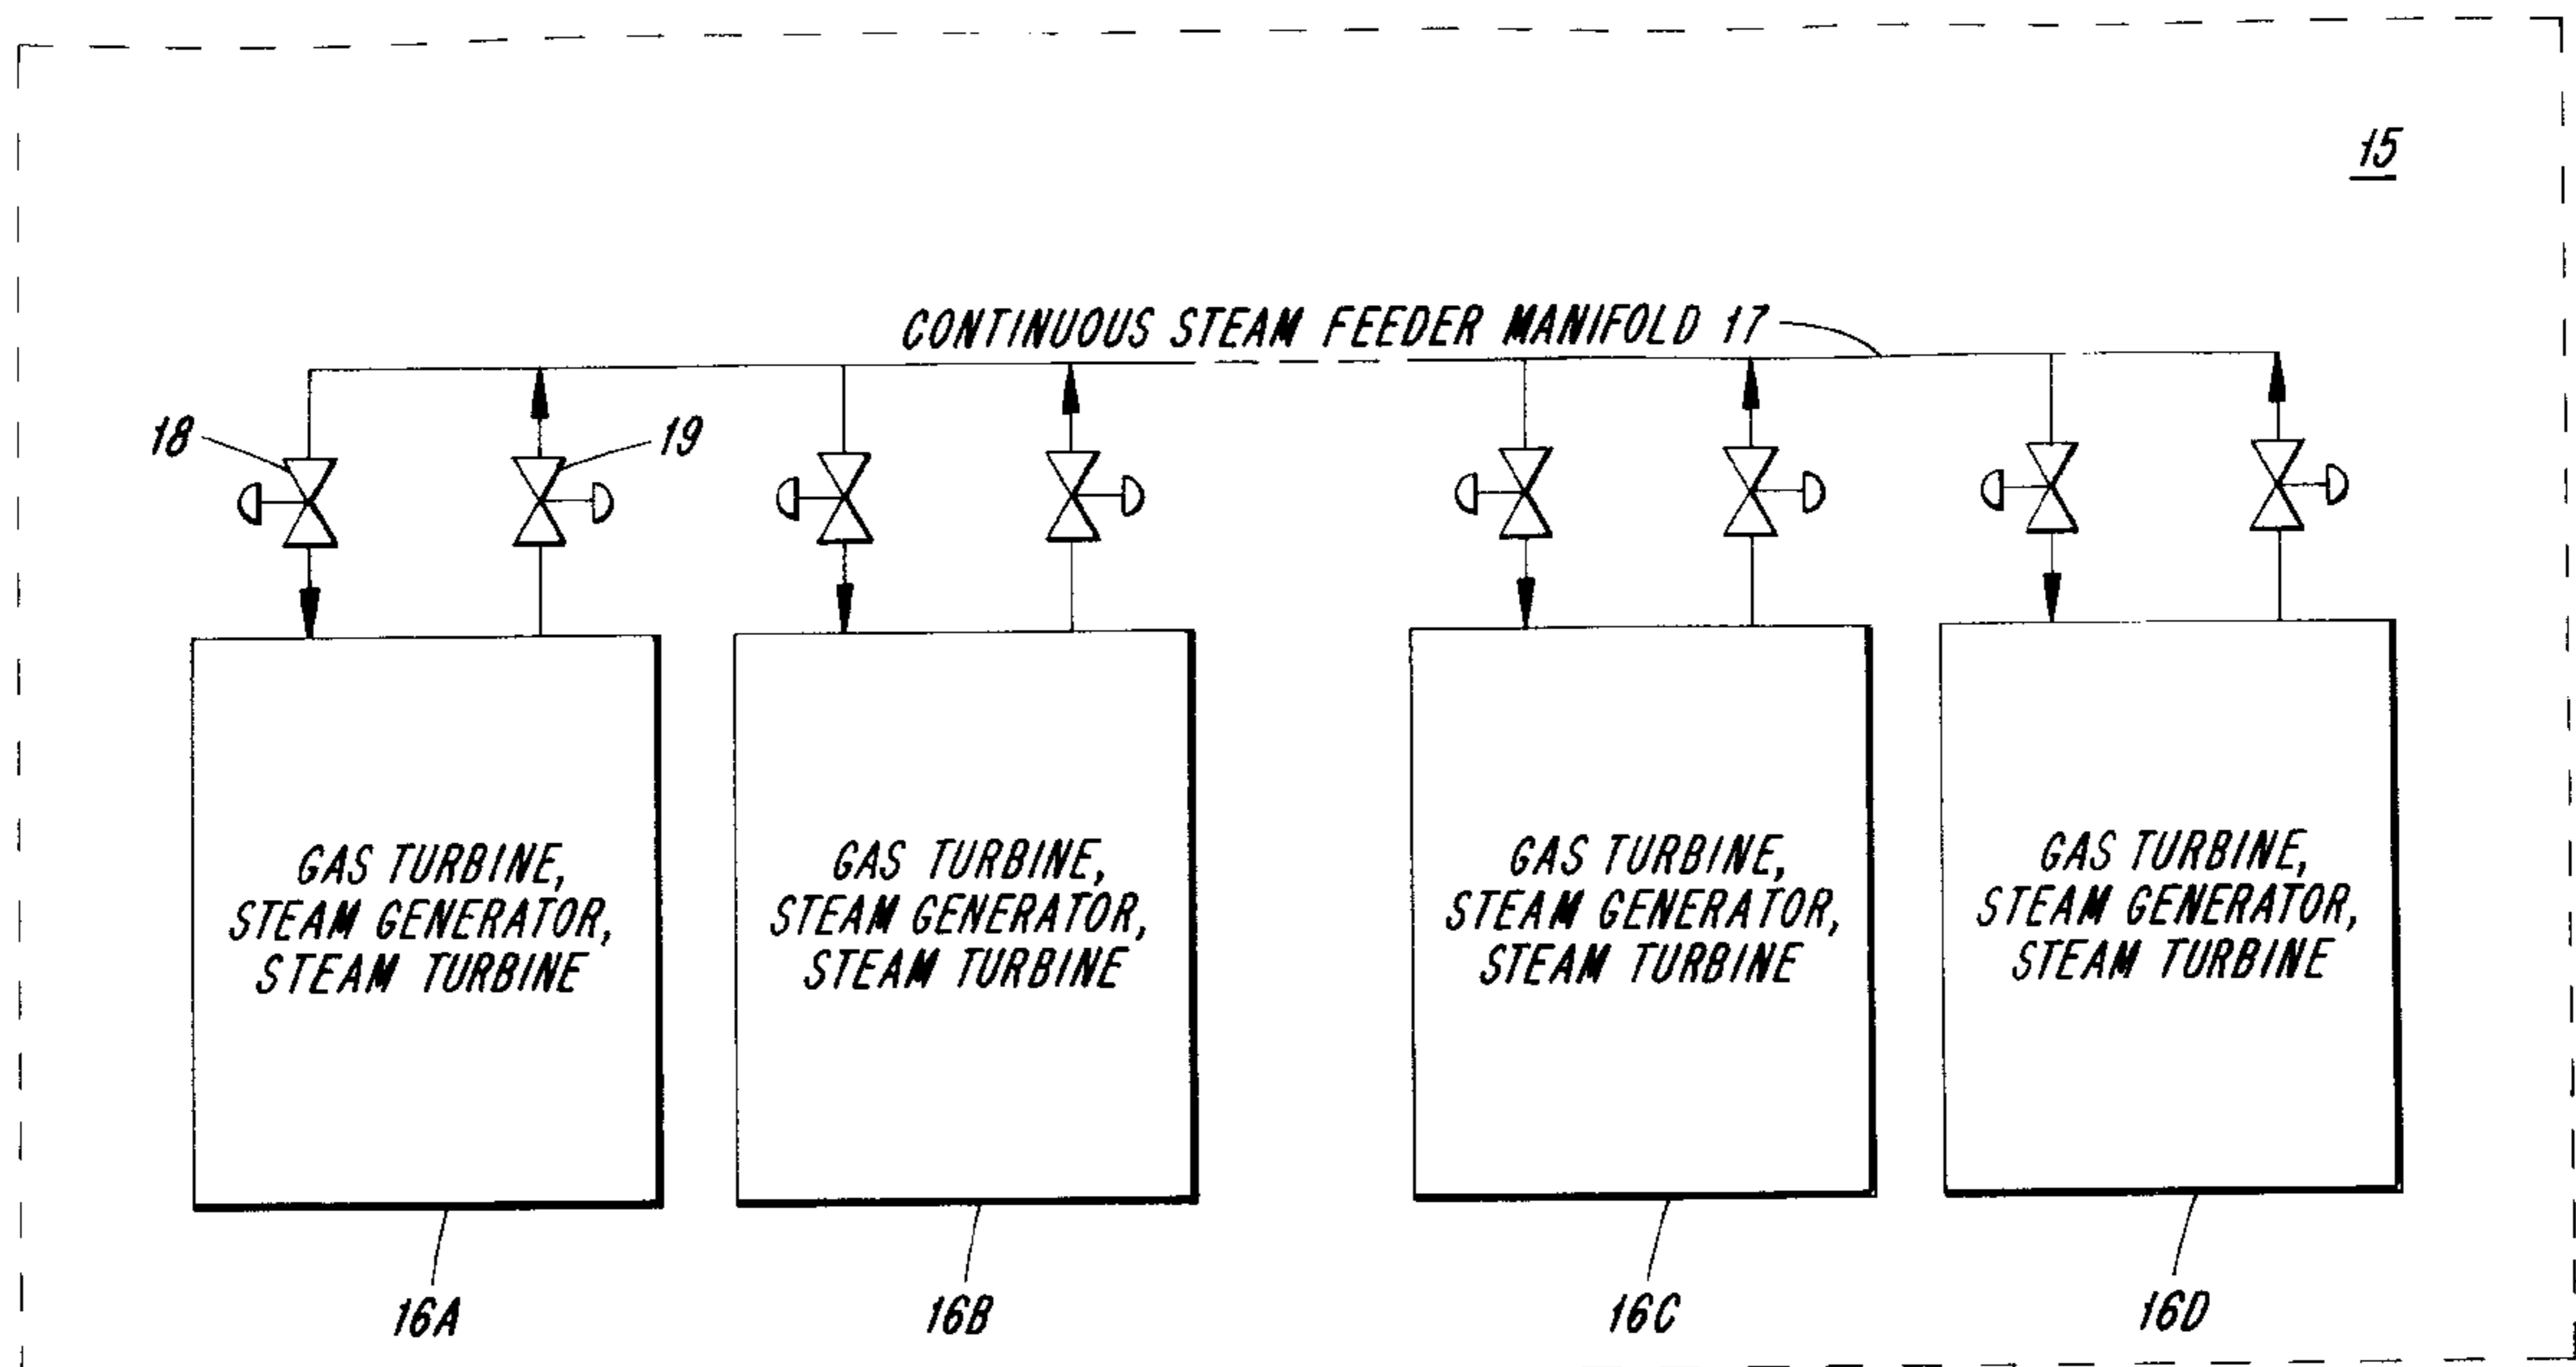 15
CONTINUOUS STEAM FEEDER MANIFOLD 17
18
19
GAS TURBINE,
STEAM GENERATOR,
STEAM TURBINE
GAS TURBINE,
STEAM GENERATOR,
STEAM TURBINE
GAS TURBINE,
STEAM GENERATOR,
STEAM TURBINE
GAS TURBINE,
STEAM GENERATOR,
STEAM TURBINE
16A
16B
16C
16D